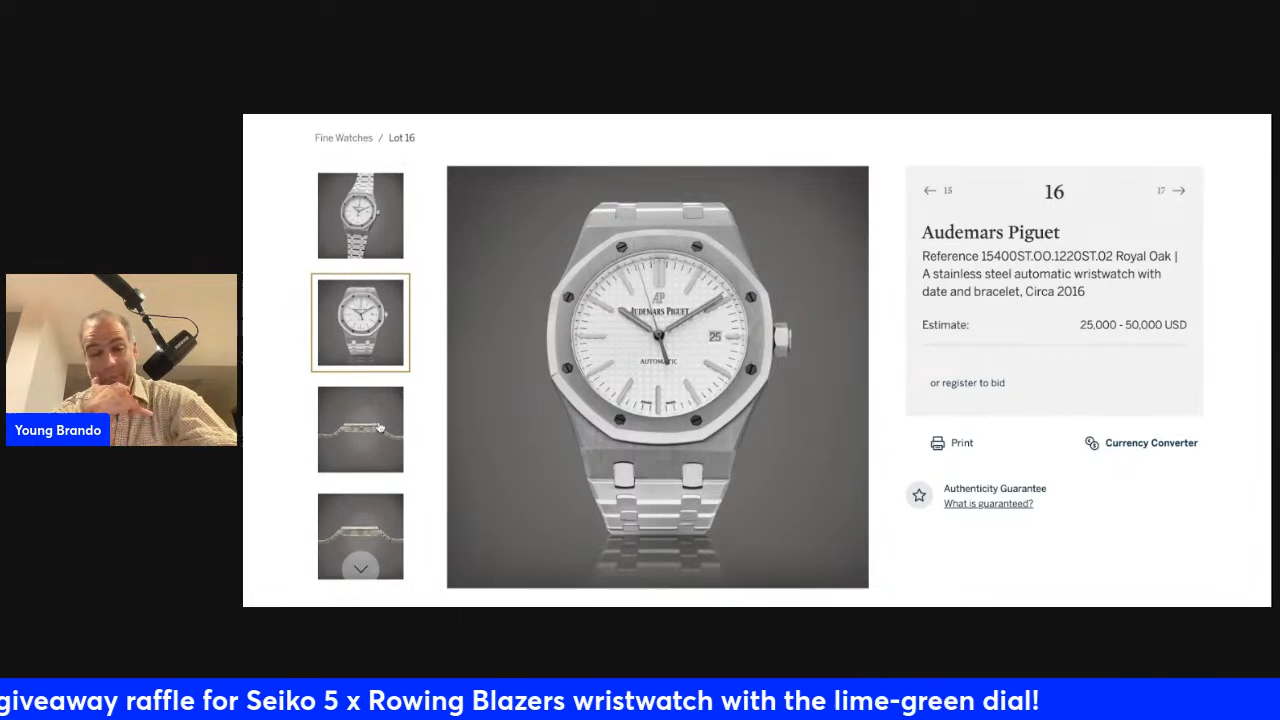 Fine Watches / Lot 16
15
16
17
Audemars Piguet
Reference 15400ST.OO.1220ST.02 Royal Oak |
A stainless steel automatic wristwatch with
date and bracelet, Circa 2016
Estimate: 25,000 - 50,000 USD
or register to bid
Print
Currency Converter
Authenticity Guarantee
What is guaranteed?
AP
AUDEMARS PIGUET
25
AUTOMATIC
Young Brando
giveaway raffle for Seiko 5 x Rowing Blazers wristwatch with the lime-green dial!